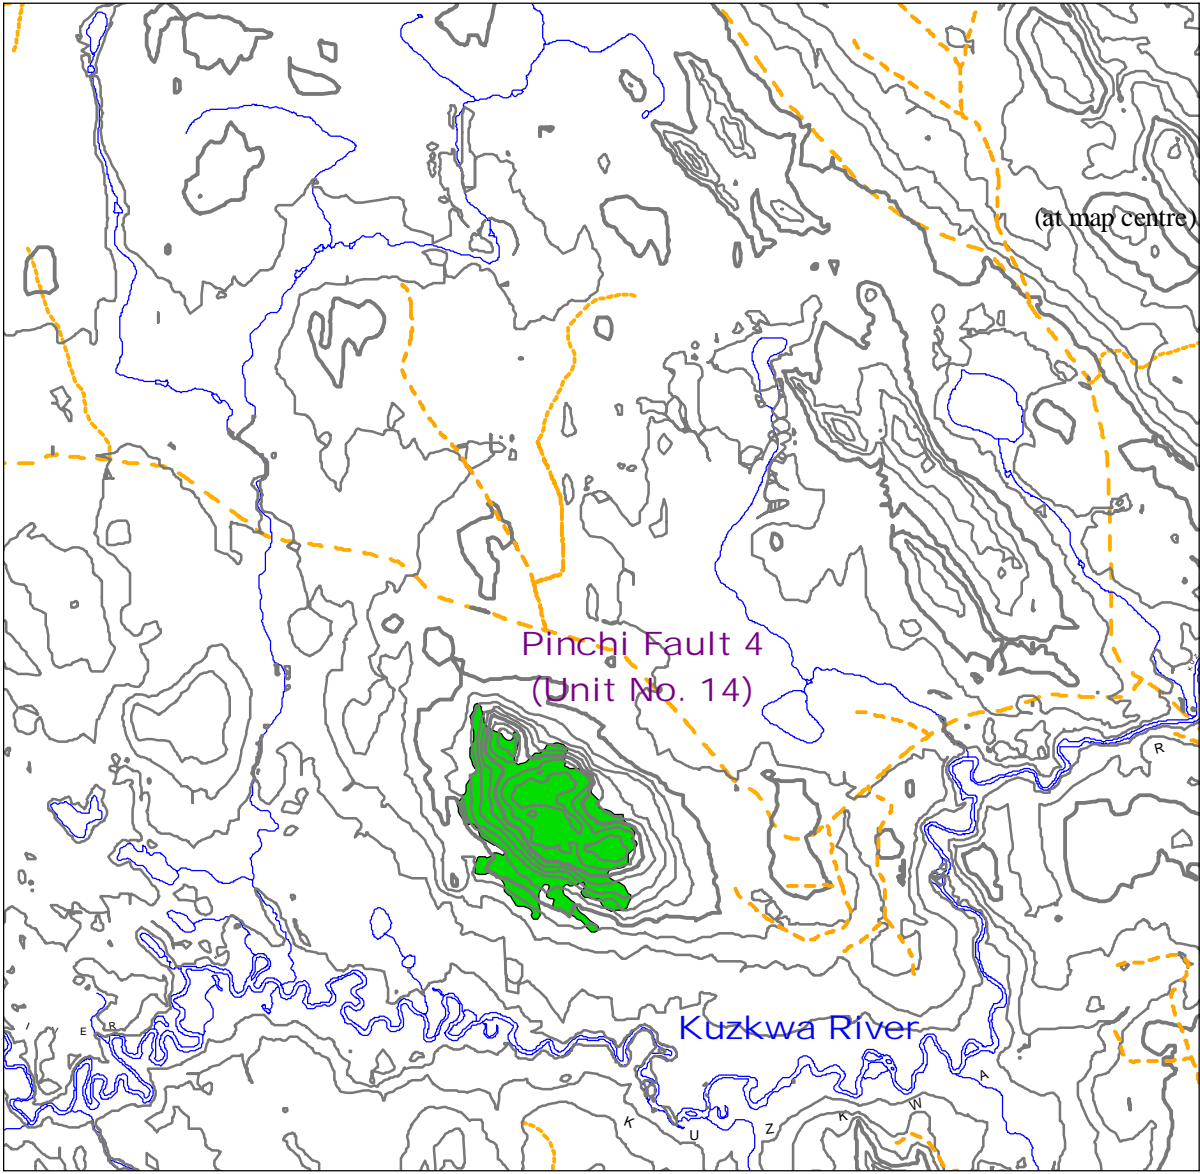 (at map centre)
Pinchi Fault 4
(Unit No. 14)
R
Kuzkwa River
I V E R
K U Z K W A